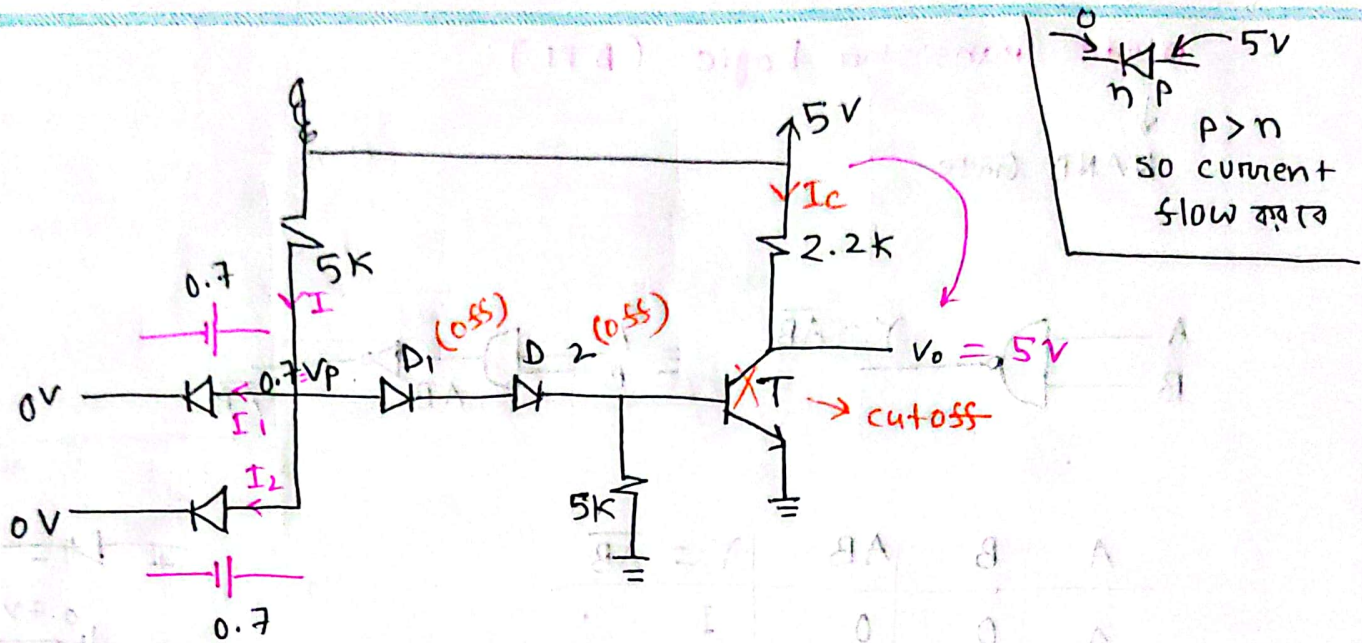 0
5V
n P
P>n
so current
flow করবে
5V
Ic
2.2K
5K
0.7
I
D1 (off)
D2 (off)
0.7=Vp
0V
I1
Vo = 5V
T → cutoff
I2
0V
5K
0.7